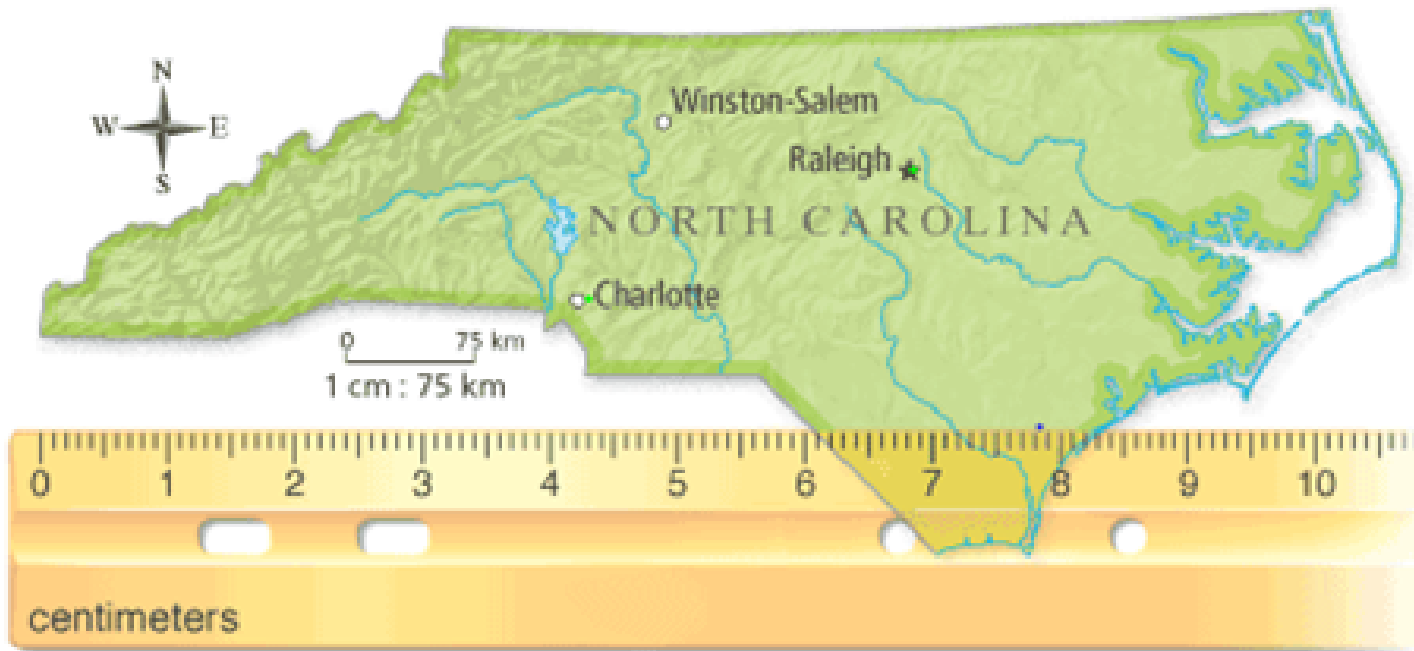 N
W E
S
Winston-Salem
Raleigh
NORTH CAROLINA
Charlotte
0 75 km
1 cm : 75 km
0 1 2 3 4 5 6 7 8 9 10
centimeters